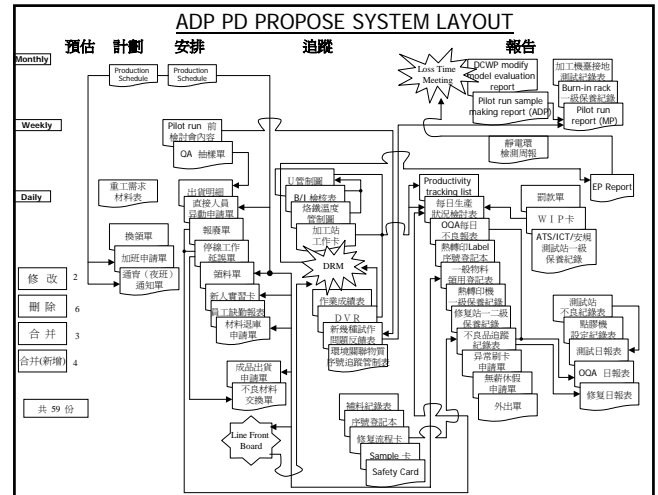 ADP PD PROPOSE SYSTEM LAYOUT
預估 計劃 安排 追蹤 報告
Monthly
Production
Schedule
Production
Schedule
Loss Time
Meeting
DCWP modify
model evaluation
report
Pilot run sample
making report (ADP)
加工機臺接地
測試紀錄表
Burn-in rack
一級保養紀錄
Pilot run
report (MP)
Weekly
Pilot run 前
檢討會內容
QA 抽樣單
靜電環
檢測周報
EP Report
Daily
重工需求
材料表
換領單
加班申請單
通宵（夜班）
通知單
出貨明細
直接人員
異動申請單
報廢單
停線工作
延誤單
領料單
新人實習卡
員工缺勤報表
材料退庫
申請單
成品出貨
申請單
不良材料
交換單
Line Front
Board
U管制圖
B/I 檢核表
烙鐵溫度
管制圖
加工站
工作卡
DRM
作業成績表
D V R
新幾種試作
問題反饋表
環境關聯物質
序號追蹤管制表
補料紀錄表
序號登記本
修復流程卡
Sample 卡
Safety Card
Productivity
tracking list
每日生產
狀況檢討表
OQA每日
不良報表
熱轉印Label
序號登記本
一般物料
領用登記表
熱轉印機
一級保養紀錄
修复站一二級
保養紀錄
不良品追蹤
紀錄表
异常刷卡
申請單
無薪休假
申請單
外出單
罰款單
W I P 卡
ATS/ICT/安規
測試站一級
保養紀錄
測試站
不良紀錄表
點膠機
設定紀錄表
測試日報表
OQA 日報表
修复日報表
修 改 2
刪 除 6
合 并 3
合并(新增) 4
共 59 份